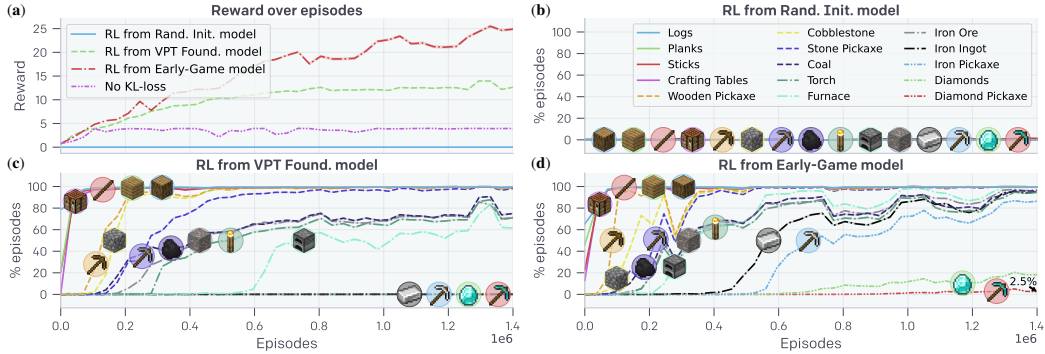 (a)
Reward over episodes
Reward
25
20
15
10
5
0
RL from Rand. Init. model
RL from VPT Found. model
RL from Early-Game model
No KL-loss
(b)
RL from Rand. Init. model
% episodes
100
80
60
40
20
0
Logs
Planks
Sticks
Crafting Tables
Wooden Pickaxe
Cobblestone
Stone Pickaxe
Coal
Torch
Furnace
Iron Ore
Iron Ingot
Iron Pickaxe
Diamonds
Diamond Pickaxe
(c)
RL from VPT Found. model
% episodes
100
80
60
40
20
0
0.0 0.2 0.4 0.6 0.8 1.0 1.2 1.4
1e6
Episodes
(d)
RL from Early-Game model
% episodes
100
80
60
40
20
0
2.5%
0.0 0.2 0.4 0.6 0.8 1.0 1.2 1.4
1e6
Episodes